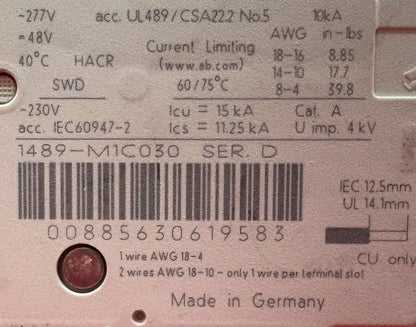 ~277V acc. UL489/CSA22.2 No.5 10kA
⎓48V Current Limiting AWG in-lbs
40°C HACR (www.ab.com) 18-16 8.85
SWD 60/75°C 14-10 17.7
8-4 39.8
~230V Icu = 15 kA Cat. A
acc. IEC60947-2 Ics = 11.25 kA U imp. 4 kV
1489-M1C030 SER. D
IEC 12.5mm
UL 14.1mm
00885630619583
CU only
1 wire AWG 18-4
2 wires AWG 18-10 - only 1 wire per terminal slot
Made in Germany